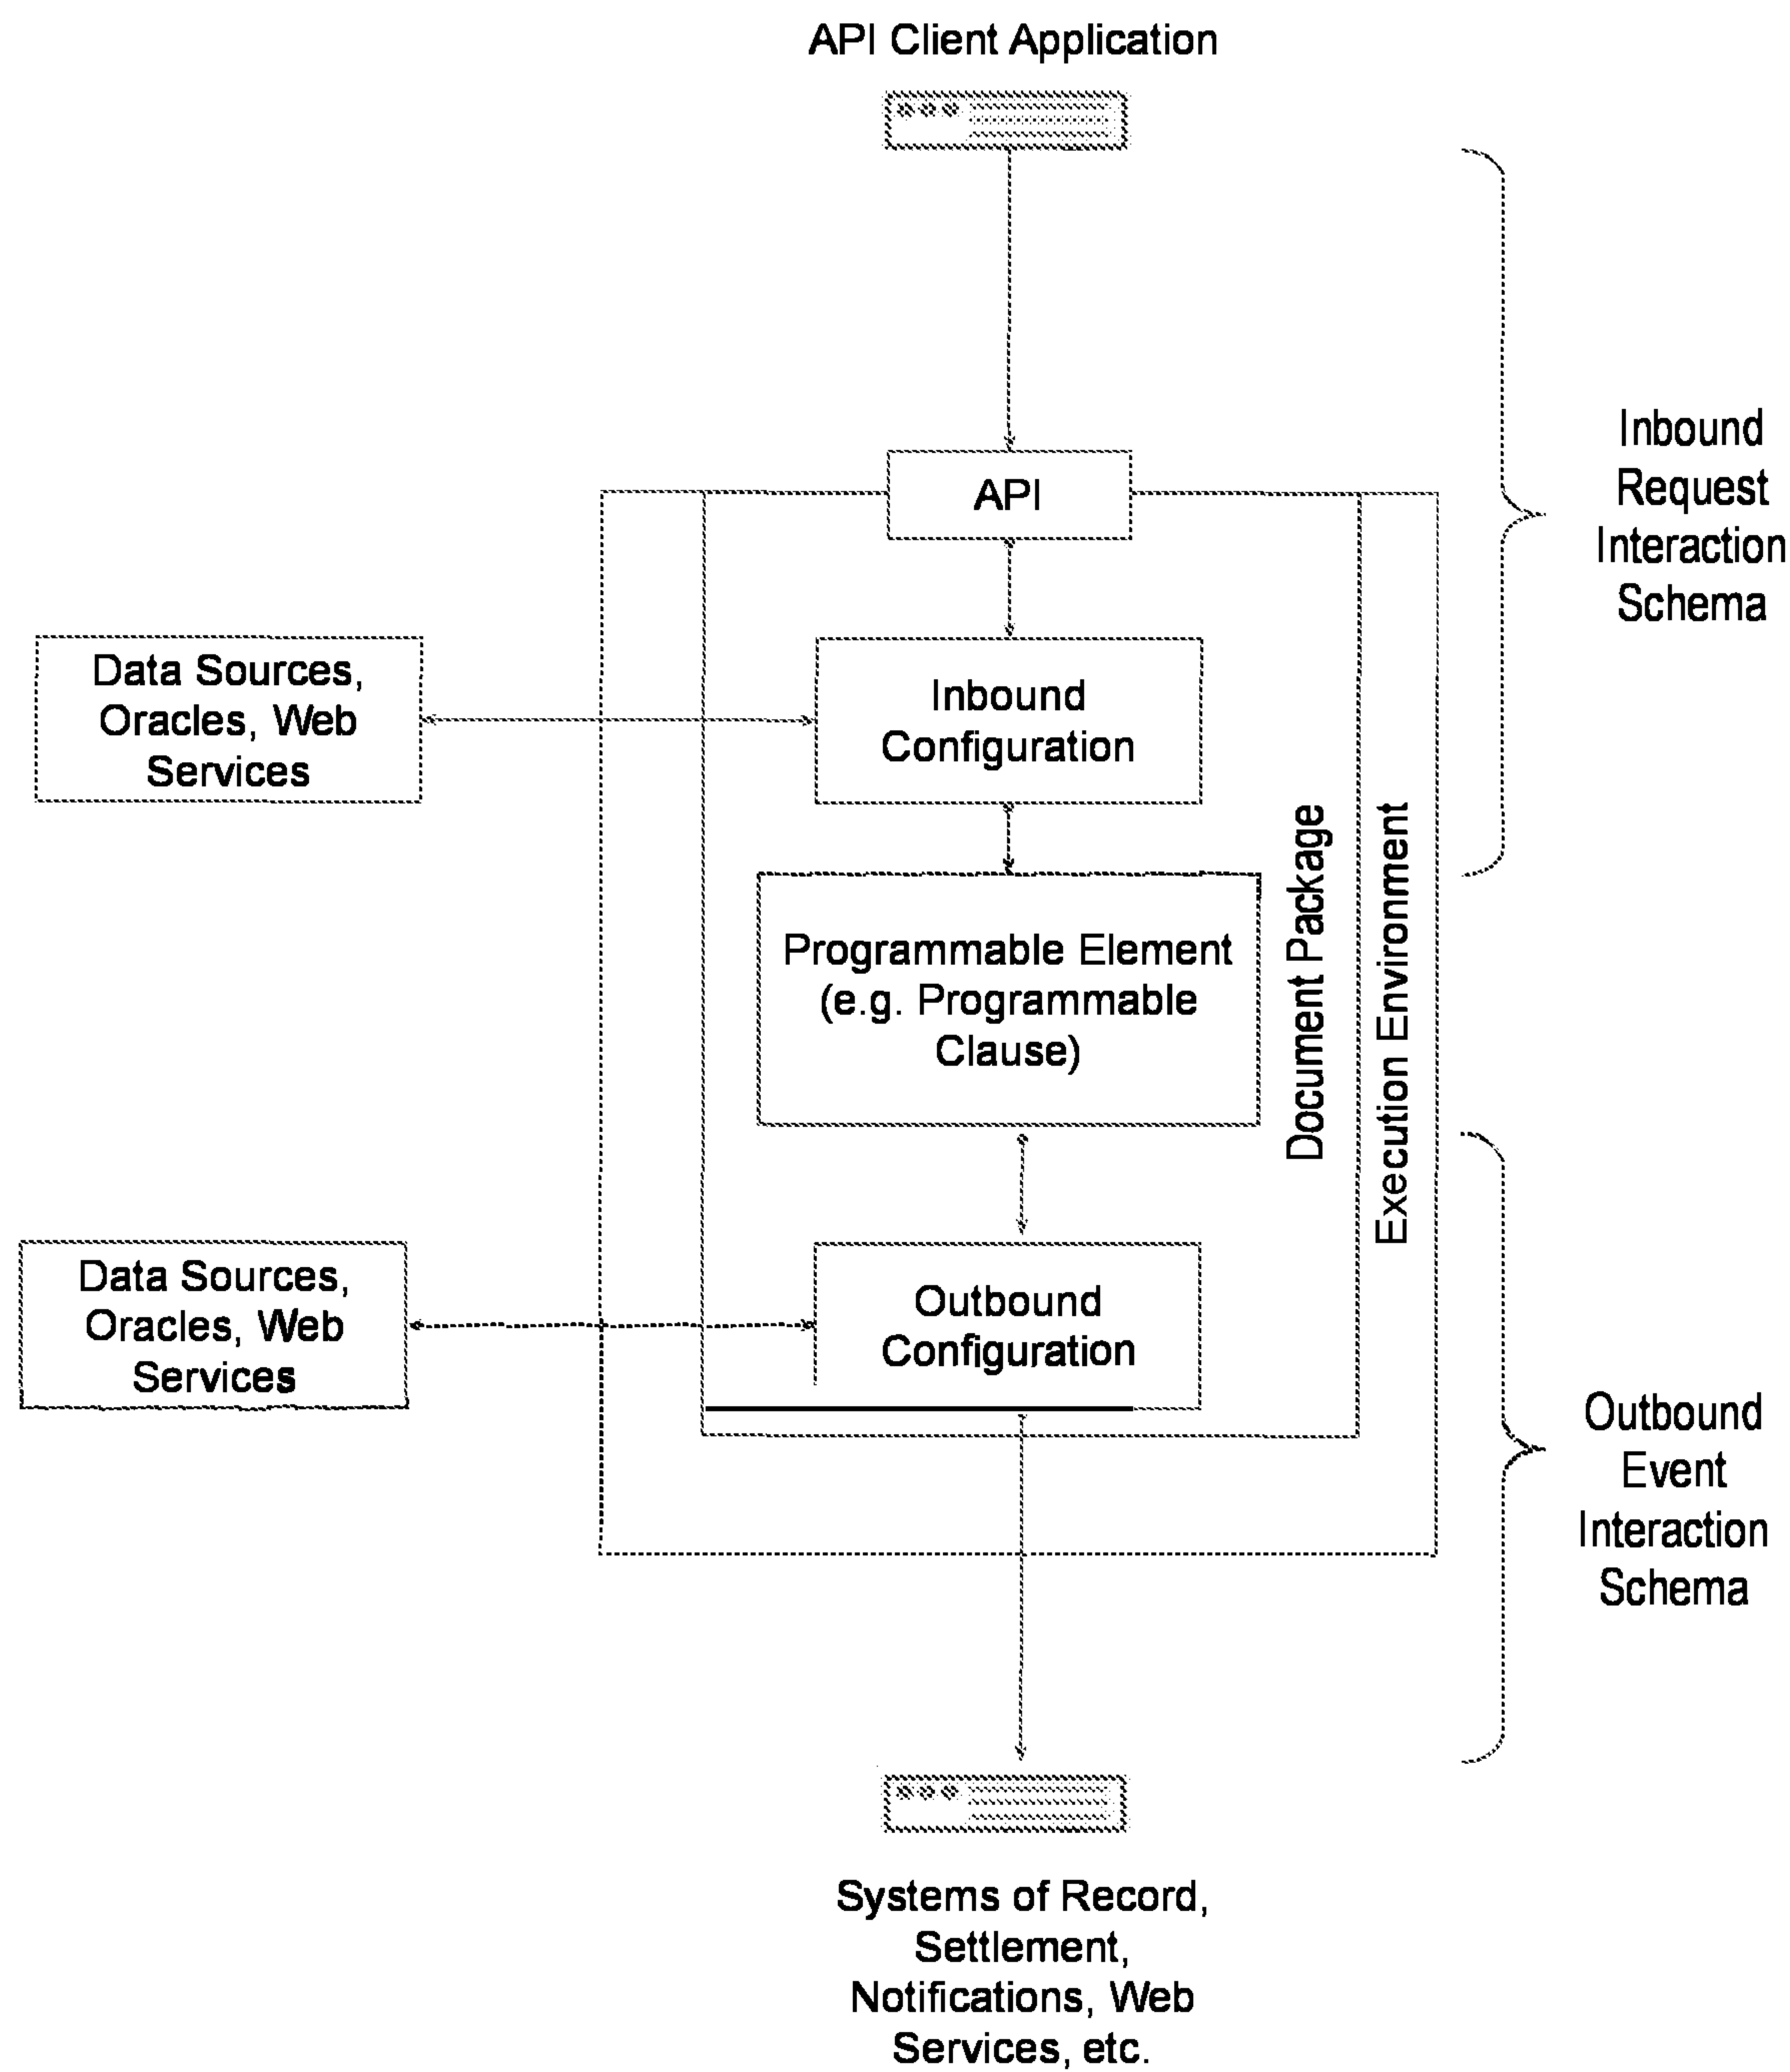 API Client Application
API
Inbound
Request
Interaction
Schema
Data Sources,
Oracles, Web
Services
Inbound
Configuration
Programmable Element
(e.g. Programmable
Clause)
Document Package
Execution Environment
Data Sources,
Oracles, Web
Services
Outbound
Configuration
Outbound
Event
Interaction
Schema
Systems of Record,
Settlement,
Notifications, Web
Services, etc.